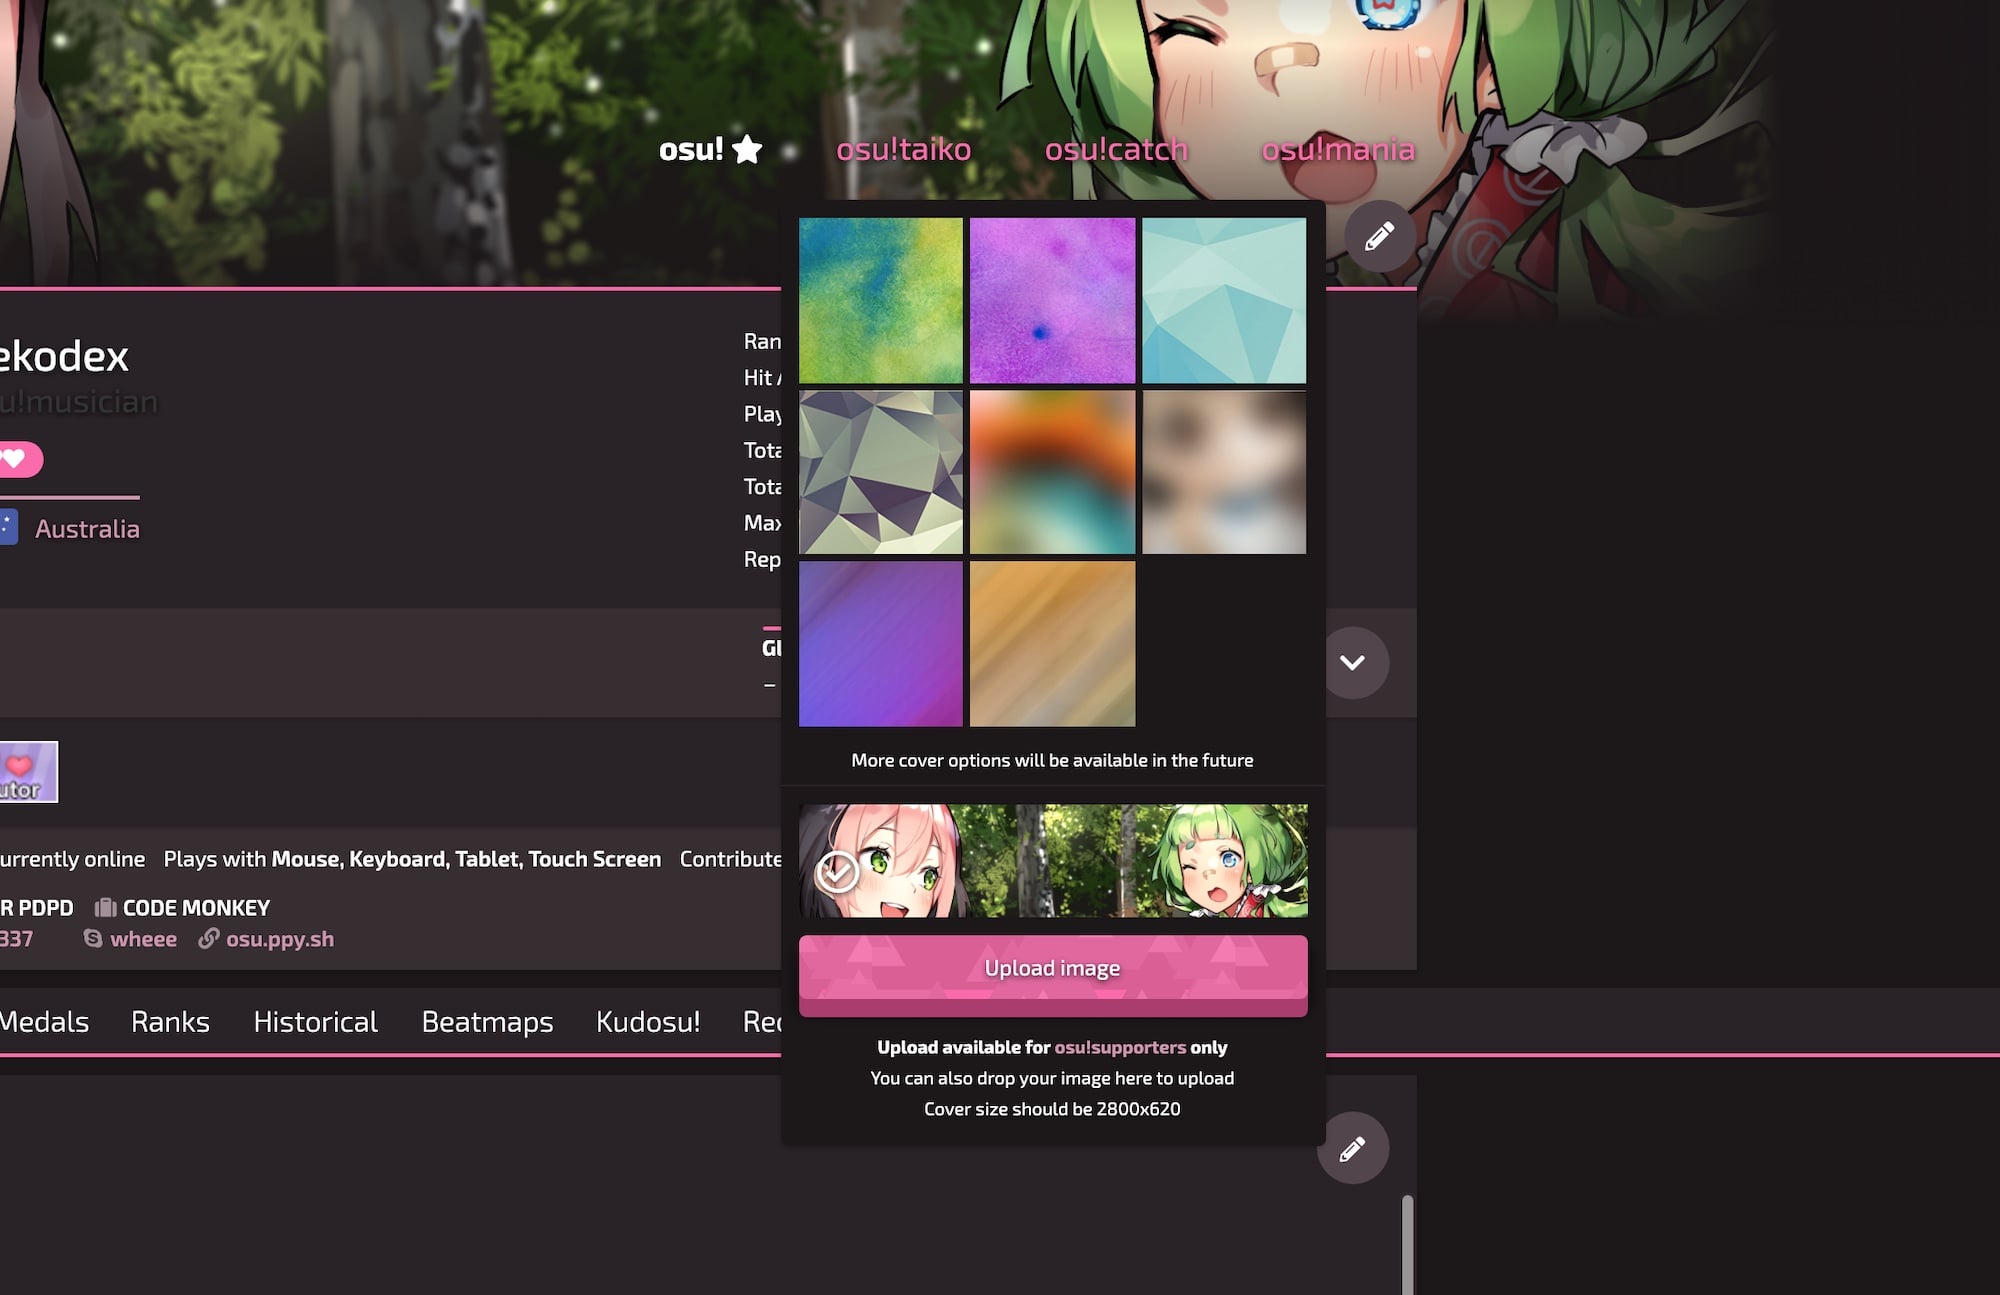 osu! osu!taiko osu!catch osu!mania
ekodex
u!musician
Australia
Ran
Hit
Play
Tota
Tota
Max
Rep
Gl
–
utor
urrently online Plays with Mouse, Keyboard, Tablet, Touch Screen Contribute
R PDPD CODE MONKEY
337 wheee osu.ppy.sh
Medals Ranks Historical Beatmaps Kudosu! Rec
More cover options will be available in the future
Upload image
Upload available for osu!supporters only
You can also drop your image here to upload
Cover size should be 2800x620